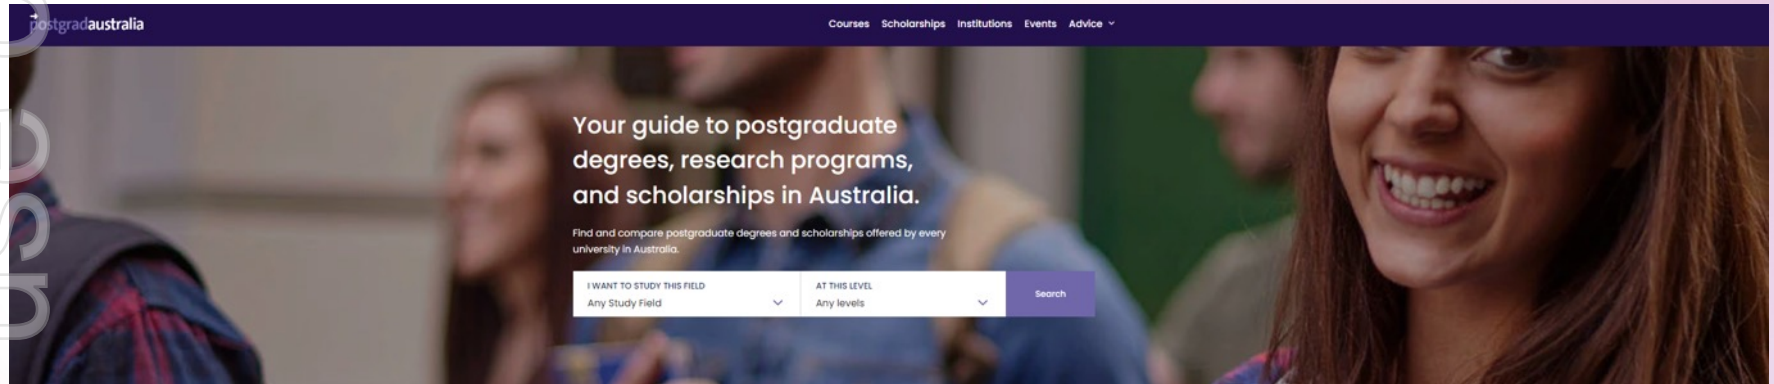 postgradaustralia
Courses Scholarships Institutions Events Advice
Your guide to postgraduate
degrees, research programs,
and scholarships in Australia.
Find and compare postgraduate degrees and scholarships offered by every
university in Australia.
I WANT TO STUDY THIS FIELD
Any Study Field
AT THIS LEVEL
Any levels
Search
use